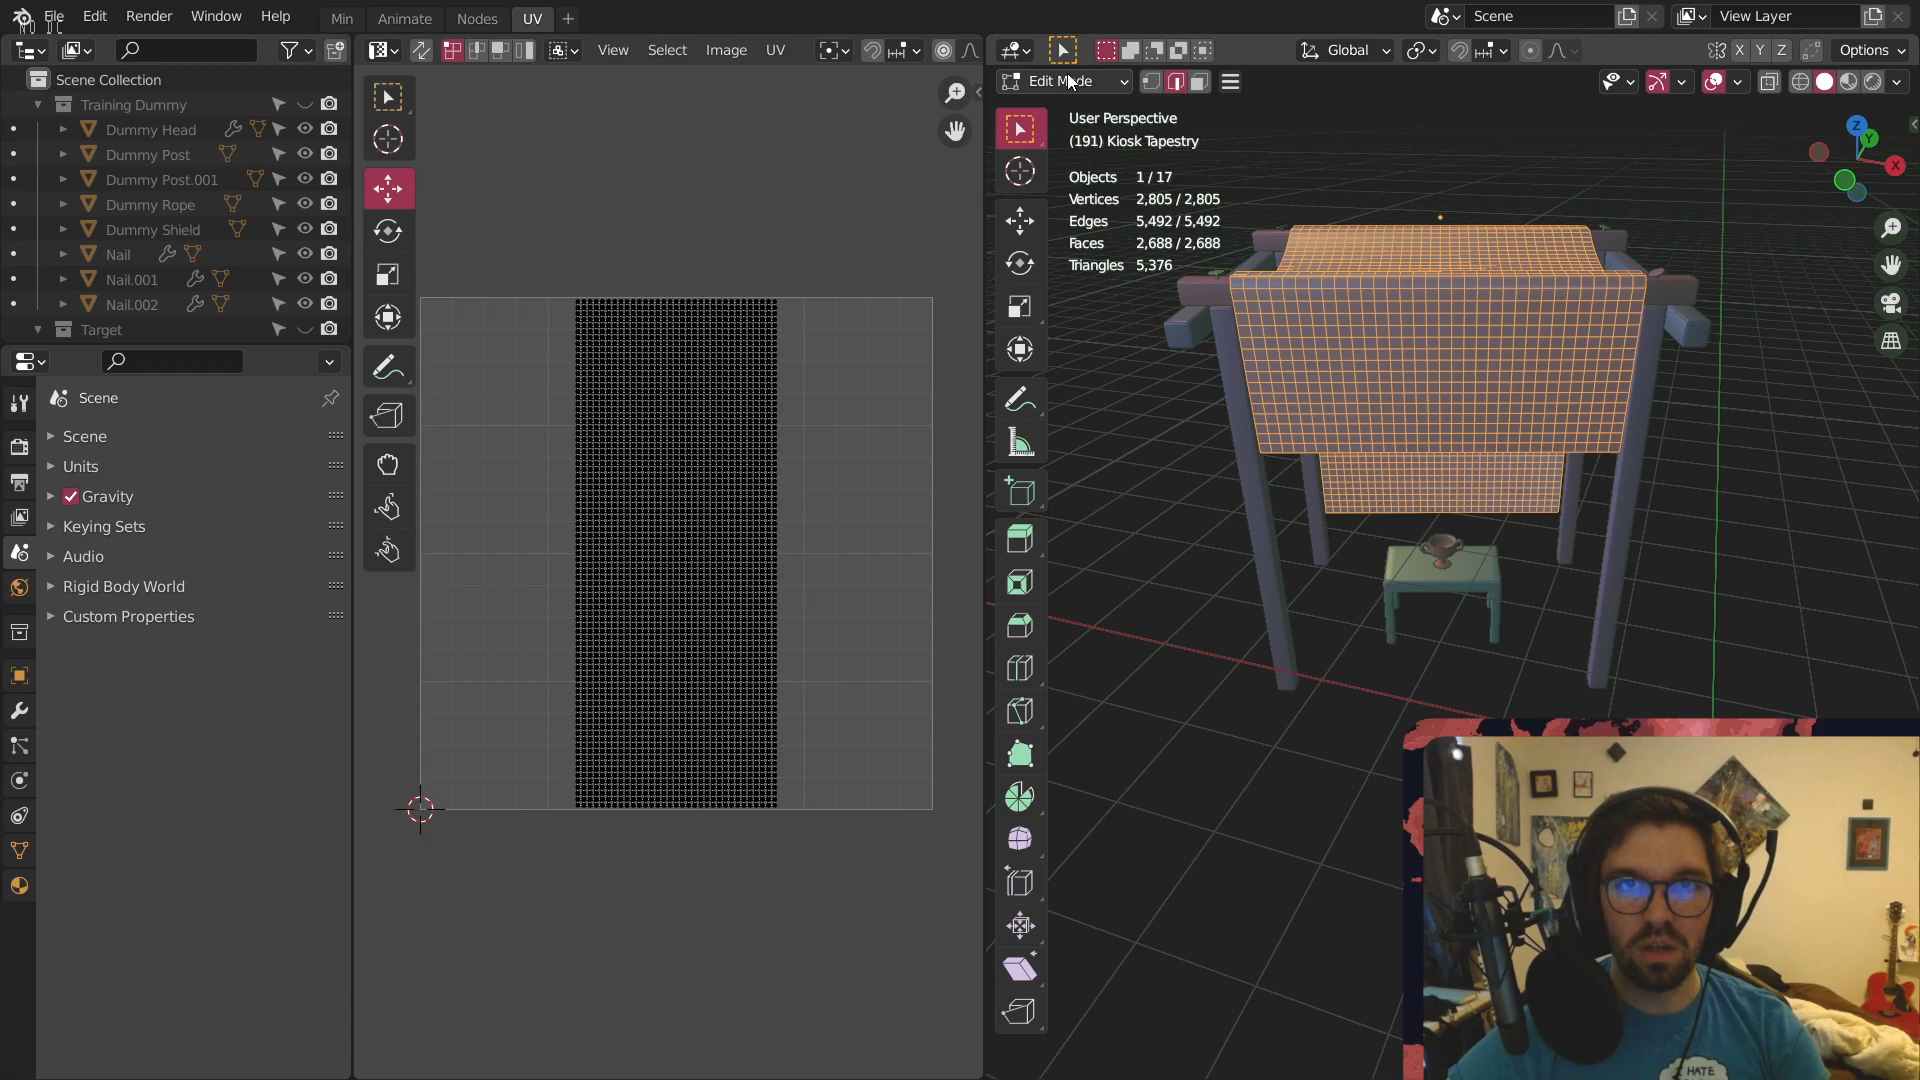 File Edit Render Window Help Min Animate Nodes UV
Scene View Layer
View Select Image UV
Global Options
Edit Mode
X Y Z
Scene Collection
Training Dummy
Dummy Head
Dummy Post
Dummy Post.001
Dummy Rope
Dummy Shield
Nail
Nail.001
Nail.002
Target
Scene
Scene
Units
Gravity
Keying Sets
Audio
Rigid Body World
Custom Properties
User Perspective
(191) Kiosk Tapestry
Objects 1 / 17
Vertices 2,805 / 2,805
Edges 5,492 / 5,492
Faces 2,688 / 2,688
Triangles 5,376
Z
Y
X
I HATE